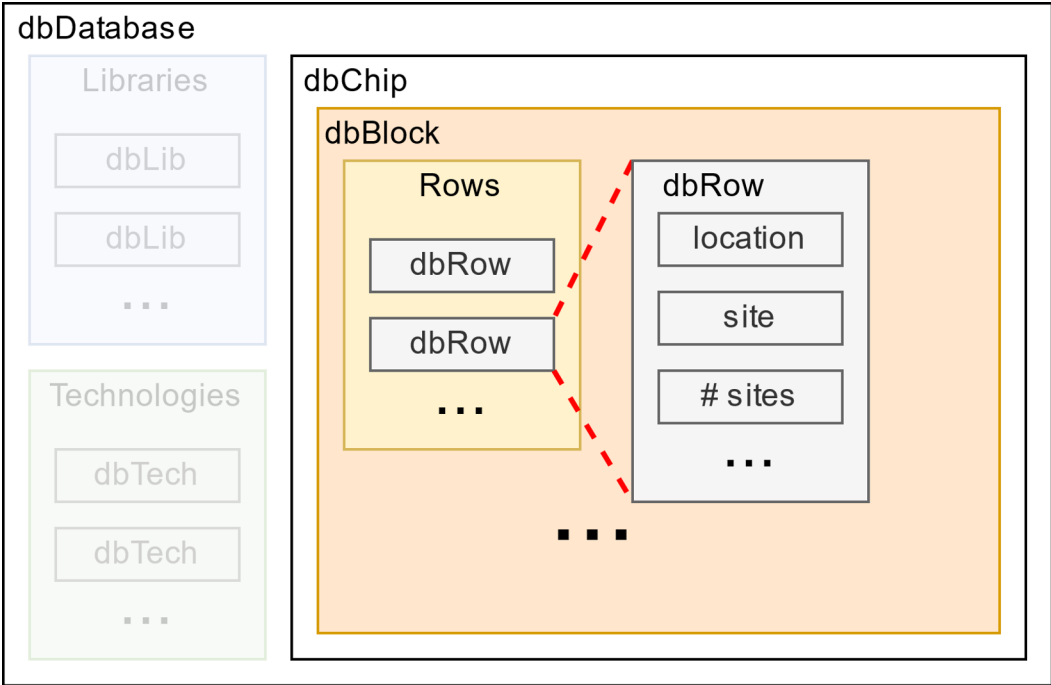 dbDatabase
Libraries
dbLib
dbLib
...
Technologies
dbTech
dbTech
...
dbChip
dbBlock
Rows
dbRow
dbRow
...
dbRow
location
site
# sites
...
...